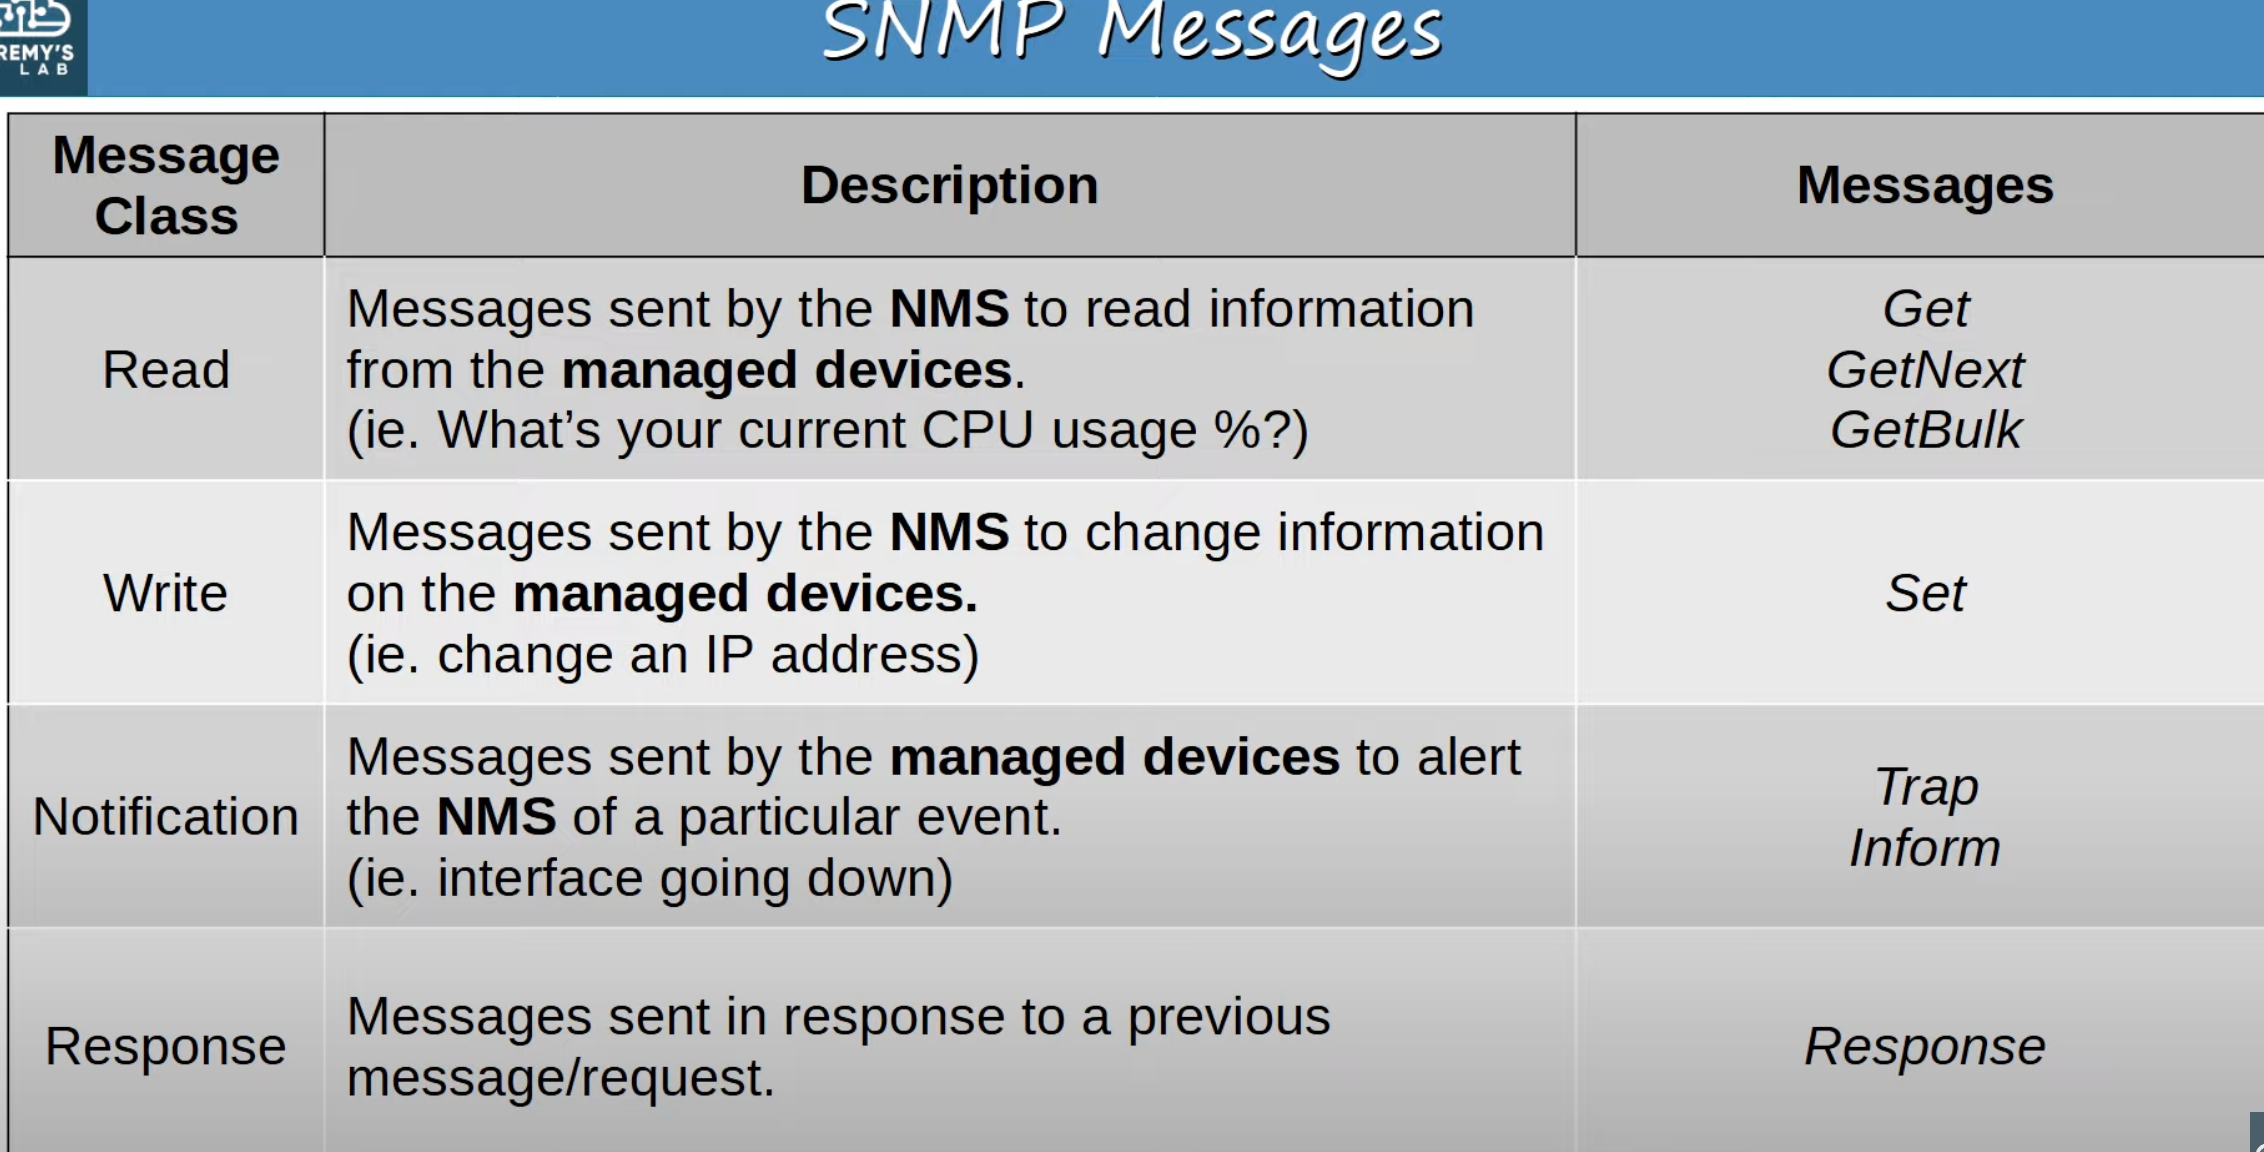 SNMP Messages
REMY'S
LAB
Message
Class
Description
Messages
Read
Messages sent by the NMS to read information
from the managed devices.
(ie. What’s your current CPU usage %?)
Get
GetNext
GetBulk
Write
Messages sent by the NMS to change information
on the managed devices.
(ie. change an IP address)
Set
Notification
Messages sent by the managed devices to alert
the NMS of a particular event.
(ie. interface going down)
Trap
Inform
Response
Messages sent in response to a previous
message/request.
Response